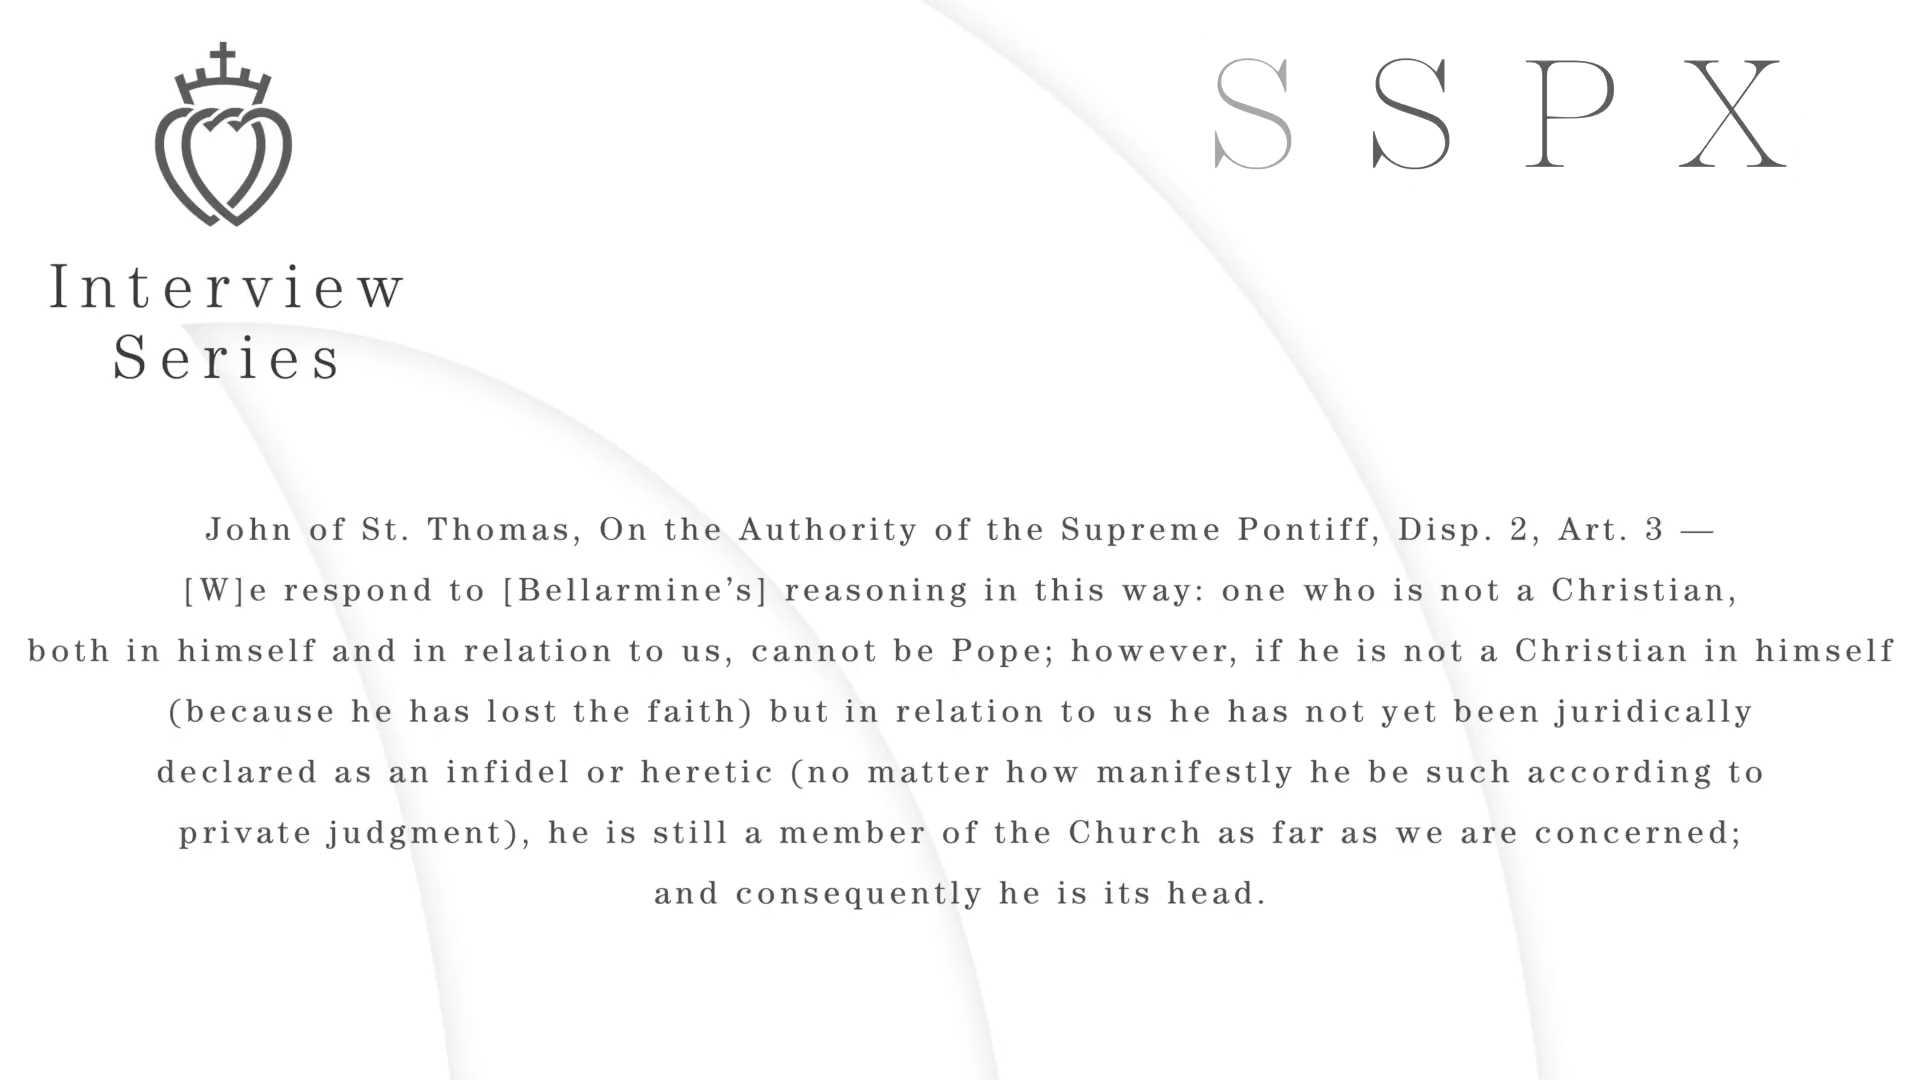 Interview
Series
S S P X
John of St. Thomas, On the Authority of the Supreme Pontiff, Disp. 2, Art. 3 —
[W]e respond to [Bellarmine’s] reasoning in this way: one who is not a Christian,
both in himself and in relation to us, cannot be Pope; however, if he is not a Christian in himself
(because he has lost the faith) but in relation to us he has not yet been juridically
declared as an infidel or heretic (no matter how manifestly he be such according to
private judgment), he is still a member of the Church as far as we are concerned;
and consequently he is its head.